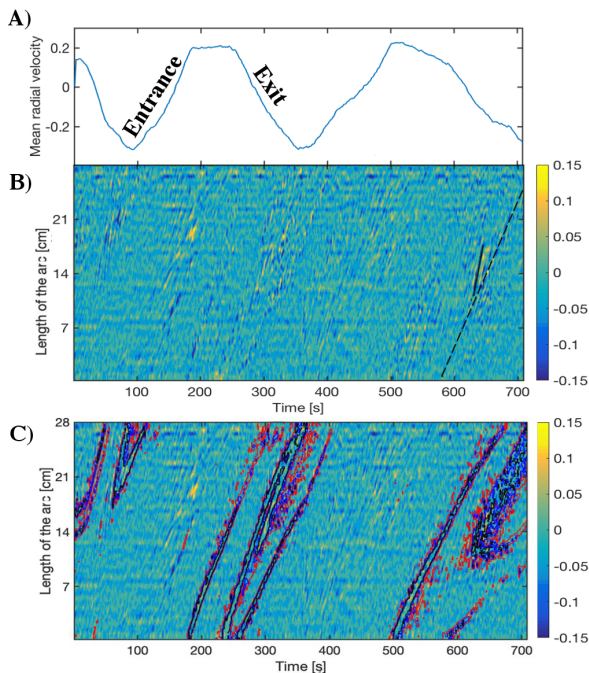 A)
0.2
0
-0.2
Mean radial velocity
Entrance
Exit
B)
21
14
7
Length of the arc [cm]
100 200 300 400 500 600 700
Time [s]
0.15
0.1
0.05
0
-0.05
-0.1
-0.15
C)
28
21
14
7
Length of the arc [cm]
100 200 300 400 500 600 700
Time [s]
0.15
0.1
0.05
0
-0.05
-0.1
-0.15